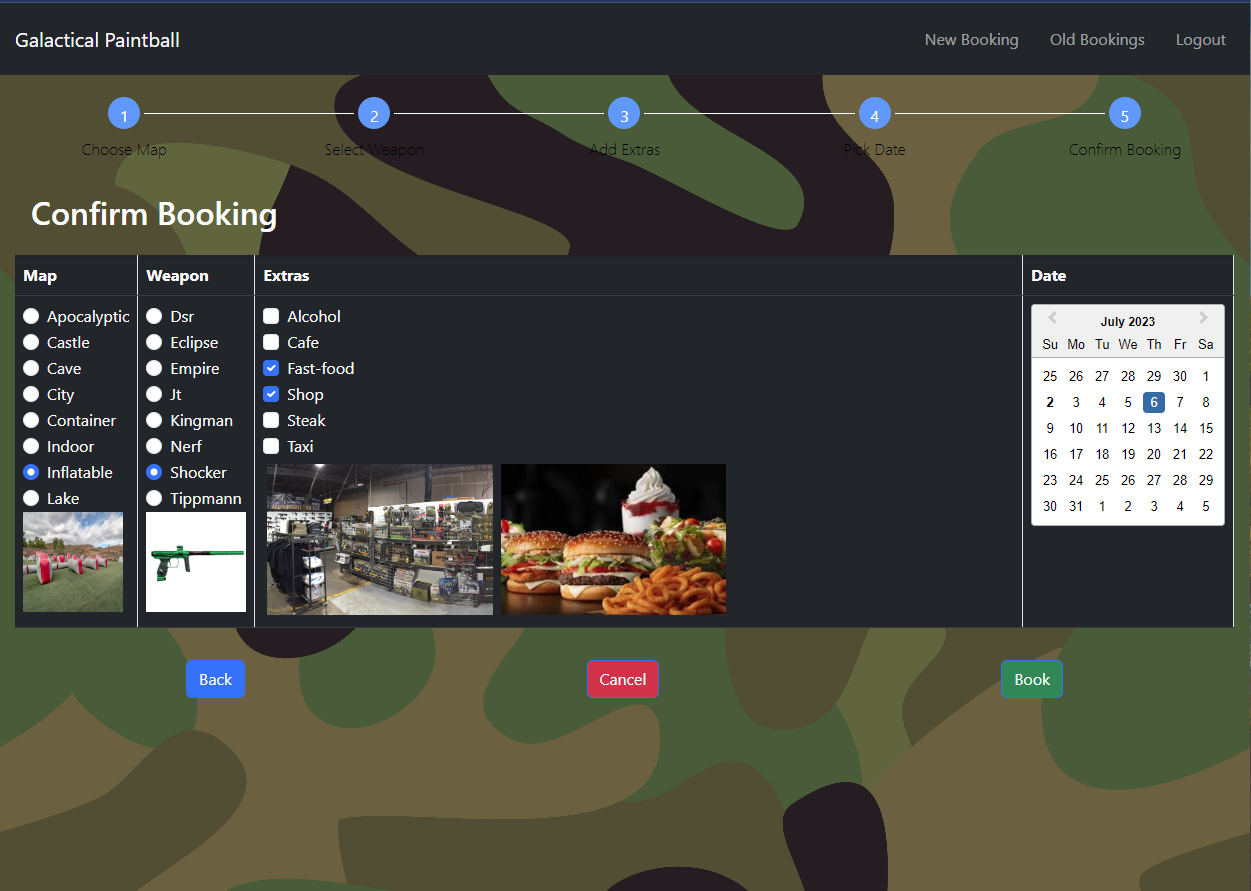 Galactical Paintball New Booking Old Bookings Logout
1 2 3 4 5
Choose Map Select Weapon Add Extras Pick Date Confirm Booking
Confirm Booking
Map Weapon Extras Date
Apocalyptic
Castle
Cave
City
Container
Indoor
Inflatable
Lake
Dsr
Eclipse
Empire
Jt
Kingman
Nerf
Shocker
Tippmann
Alcohol
Cafe
Fast-food
Shop
Steak
Taxi
July 2023
Su Mo Tu We Th Fr Sa
25 26 27 28 29 30 1
2 3 4 5 6 7 8
9 10 11 12 13 14 15
16 17 18 19 20 21 22
23 24 25 26 27 28 29
30 31 1 2 3 4 5
Back Cancel Book